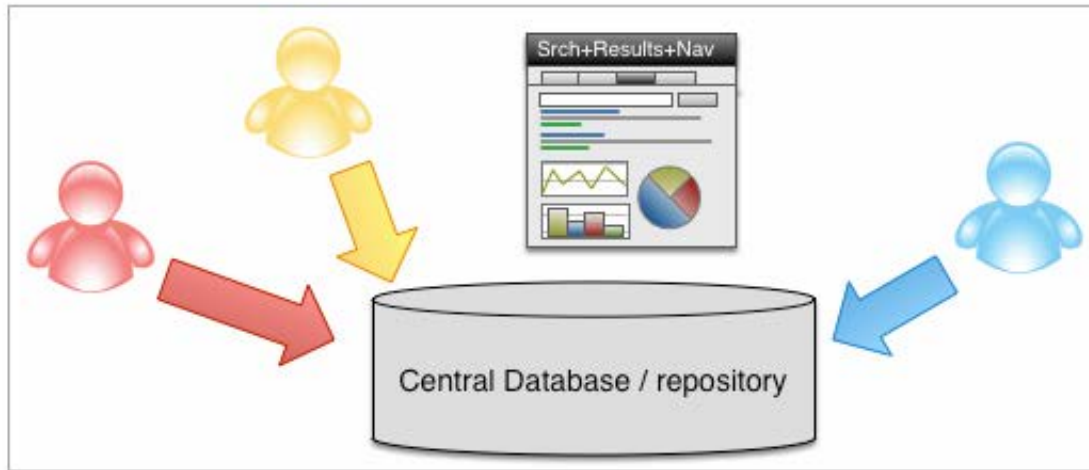 Srch+Results+Nav
Central Database / repository